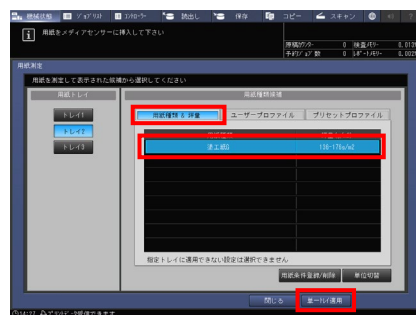 機械状態 ジョブリスト ｺﾝﾄﾛｰﾗｰ 読出し 保存 コピー スキャン
用紙をメディアセンサーに挿入して下さい
原稿ｶｳﾝﾀｰ 0
予約ｼﾞｮﾌﾞ数 0
用紙測定
用紙を測定して表示された候補から選択してください
用紙トレイ
用紙種類候補
トレイ1
トレイ2
トレイ3
用紙種類 & 坪量
ユーザープロファイル
プリセットプロファイル
塗工紙G
136-176g/m2
指定トレイに適用できない設定は選択できません
用紙条件登録/削除
単位切替
閉じる
単一ﾄﾚｲ適用